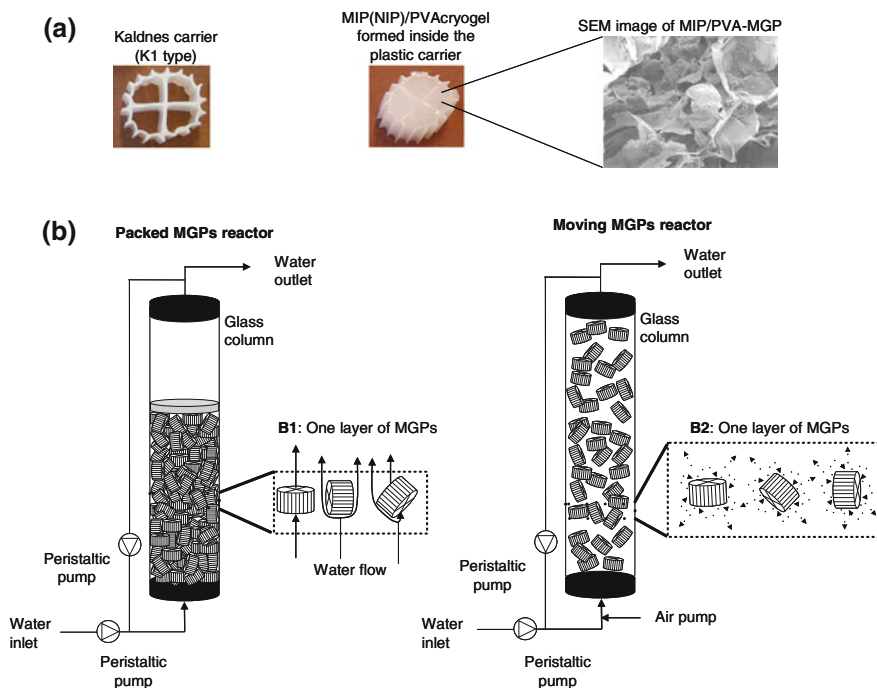 (a)
Kaldnes carrier
(K1 type)
MIP(NIP)/PVAcryogel
formed inside the
plastic carrier
SEM image of MIP/PVA-MGP
(b)
Packed MGPs reactor
Water
outlet
Glass
column
B1: One layer of MGPs
Water flow
Peristaltic
pump
Water
inlet
Peristaltic
pump
Moving MGPs reactor
Water
outlet
Glass
column
B2: One layer of MGPs
Peristaltic
pump
Air pump
Water
inlet
Peristaltic
pump